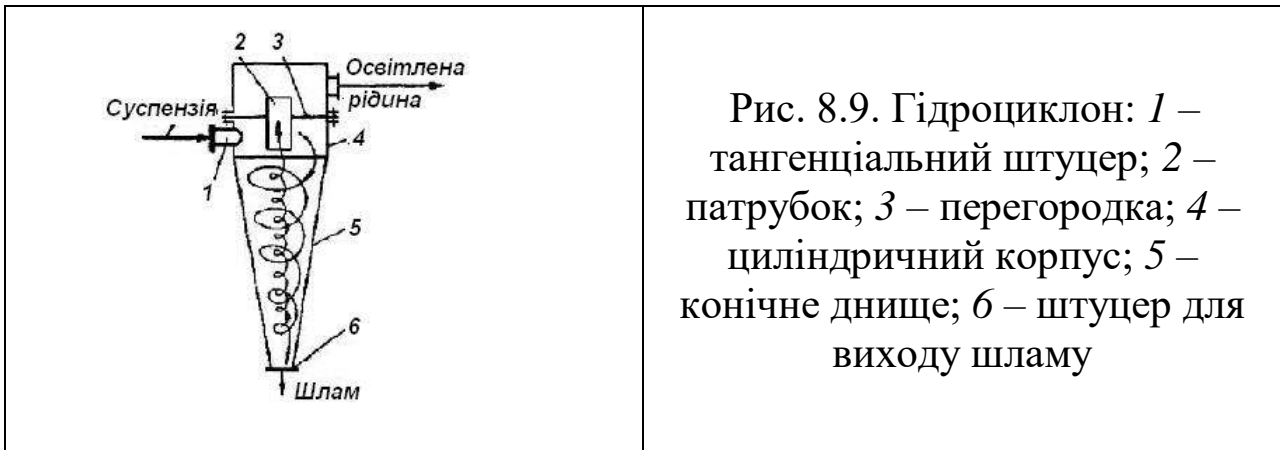 2 3
Освітлена
рідина
Суспензія
4
1
5
6
Шлам
Рис. 8.9. Гідроциклон: 1 –
тангенціальний штуцер; 2 –
патрубок; 3 – перегородка; 4 –
циліндричний корпус; 5 –
конічне днище; 6 – штуцер для
виходу шламу